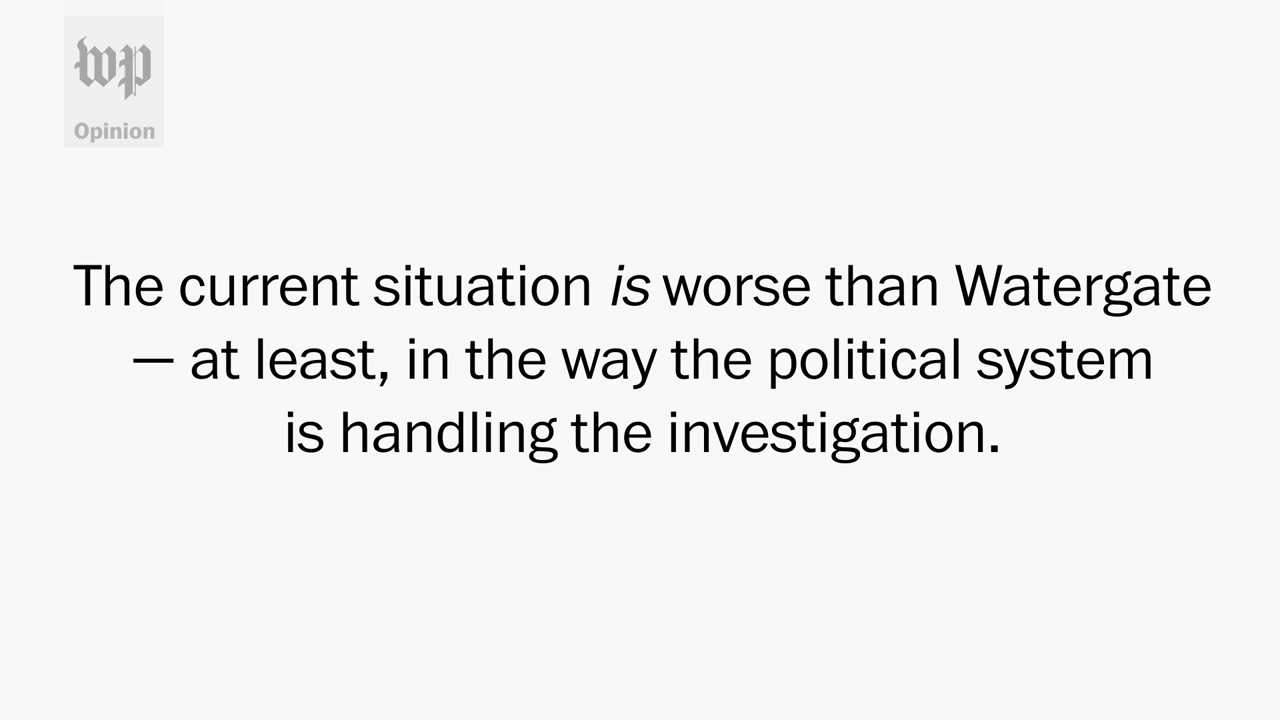 wp
Opinion
The current situation is worse than Watergate
— at least, in the way the political system
is handling the investigation.